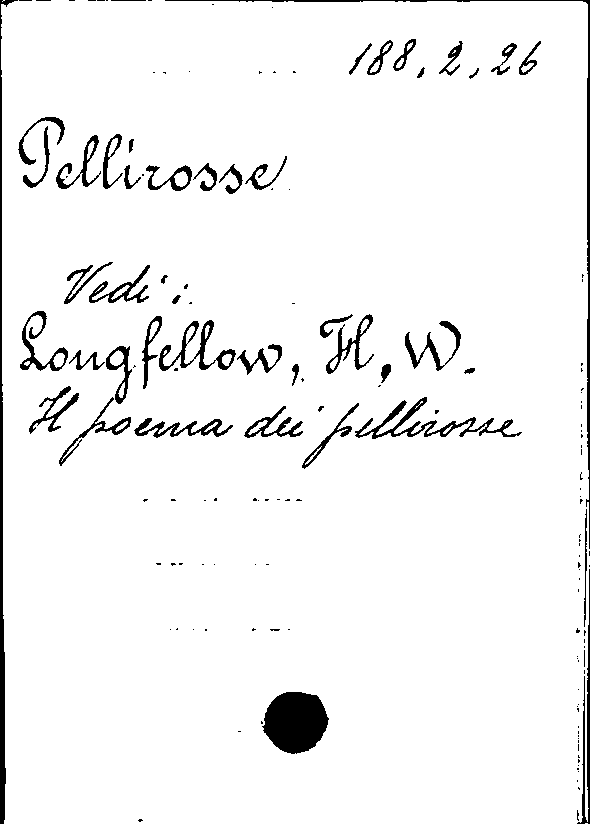 188.2.26
Pellirosse
Vedi:
Longfellow, H. W.
Il poema dei pellirosse